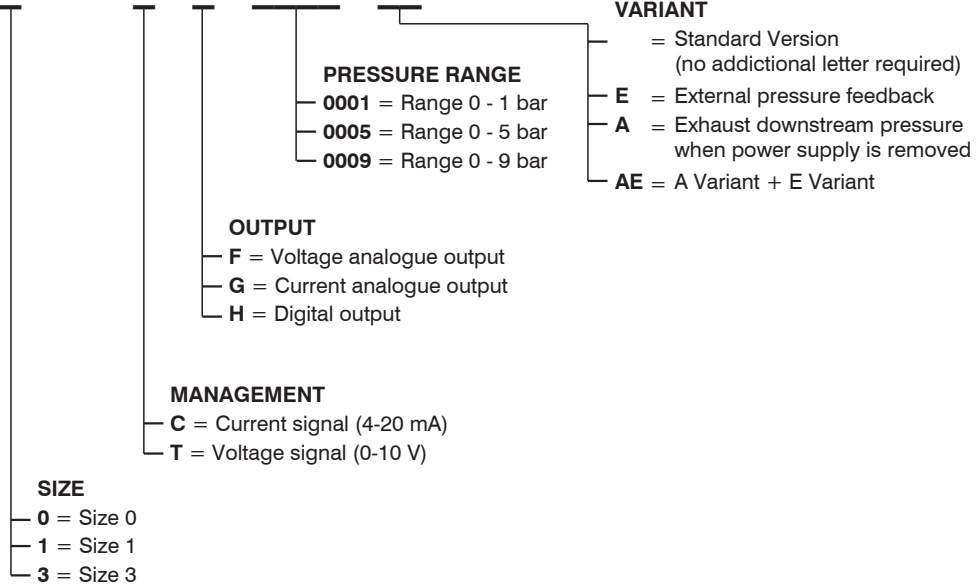 VARIANT
= Standard Version
(no addictional letter required)
E = External pressure feedback
A = Exhaust downstream pressure
when power supply is removed
AE = A Variant + E Variant
PRESSURE RANGE
0001 = Range 0 - 1 bar
0005 = Range 0 - 5 bar
0009 = Range 0 - 9 bar
OUTPUT
F = Voltage analogue output
G = Current analogue output
H = Digital output
MANAGEMENT
C = Current signal (4-20 mA)
T = Voltage signal (0-10 V)
SIZE
0 = Size 0
1 = Size 1
3 = Size 3